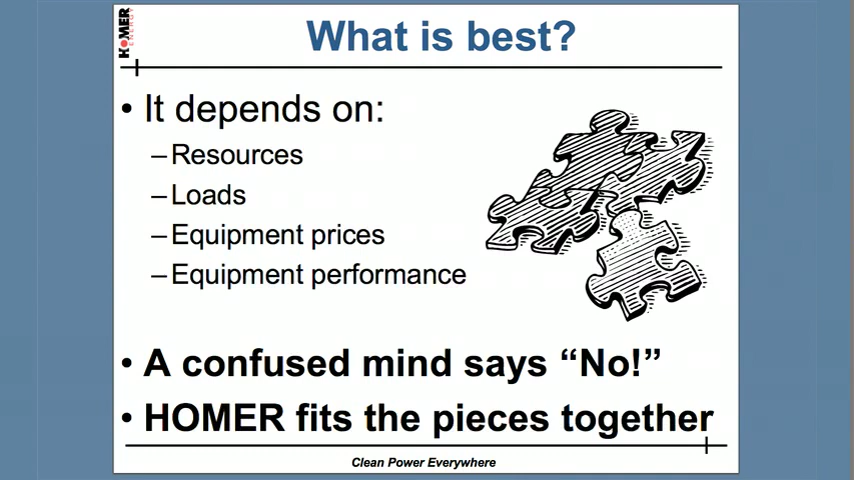 HOMER
ENERGY
What is best?
• It depends on:
–Resources
–Loads
–Equipment prices
–Equipment performance
• A confused mind says “No!”
• HOMER fits the pieces together
Clean Power Everywhere